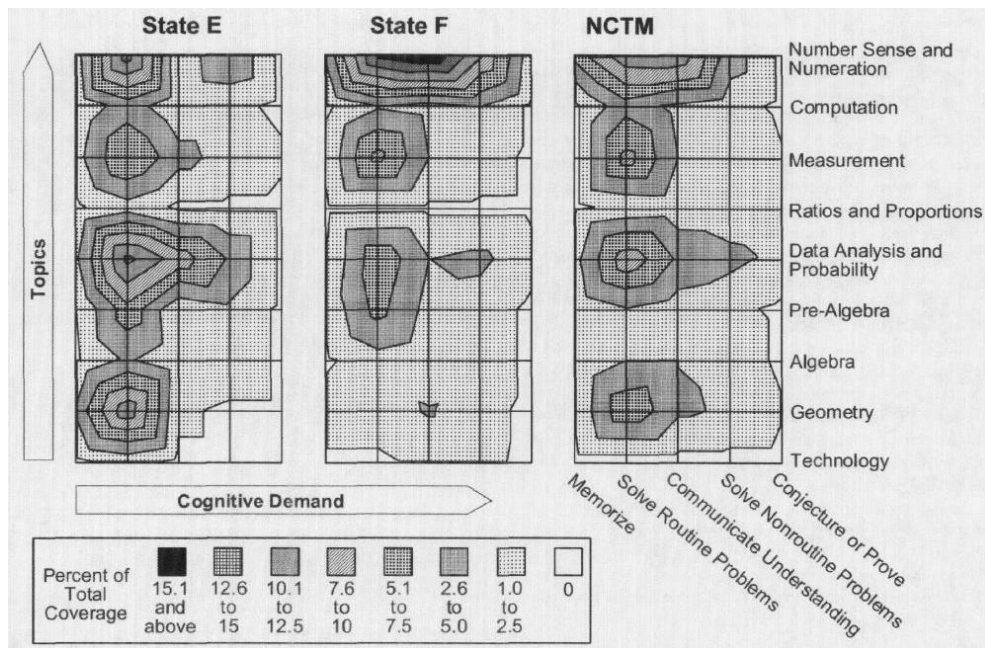 State E
State F
NCTM
Number Sense and
Numeration
Computation
Measurement
Ratios and Proportions
Data Analysis and
Probability
Pre-Algebra
Algebra
Geometry
Technology
Topics
Cognitive Demand
Memorize
Solve Routine Problems
Communicate Understanding
Solve Nonroutine Problems
Conjecture or Prove
Percent of
Total
Coverage
15.1
and
above
12.6
to
15
10.1
to
12.5
7.6
to
10
5.1
to
7.5
2.6
to
5.0
1.0
to
2.5
0